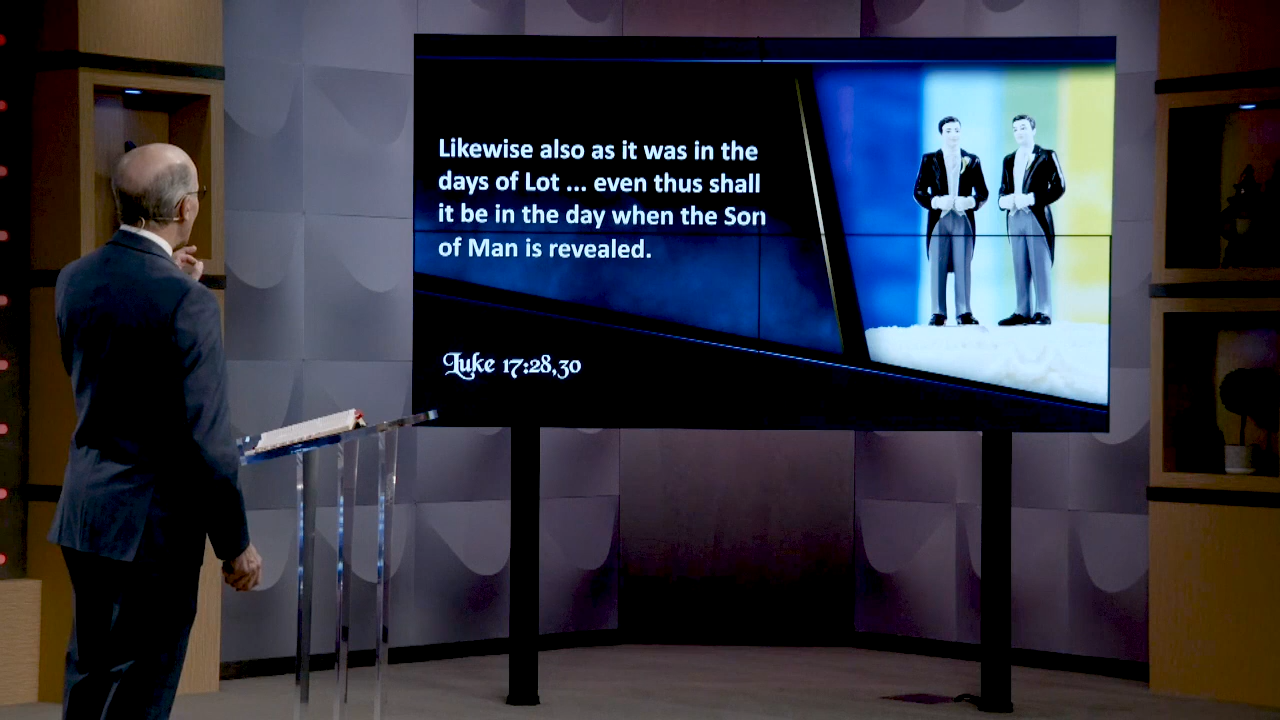 Likewise also as it was in the
days of Lot ... even thus shall
it be in the day when the Son
of Man is revealed.
Luke 17:28,30